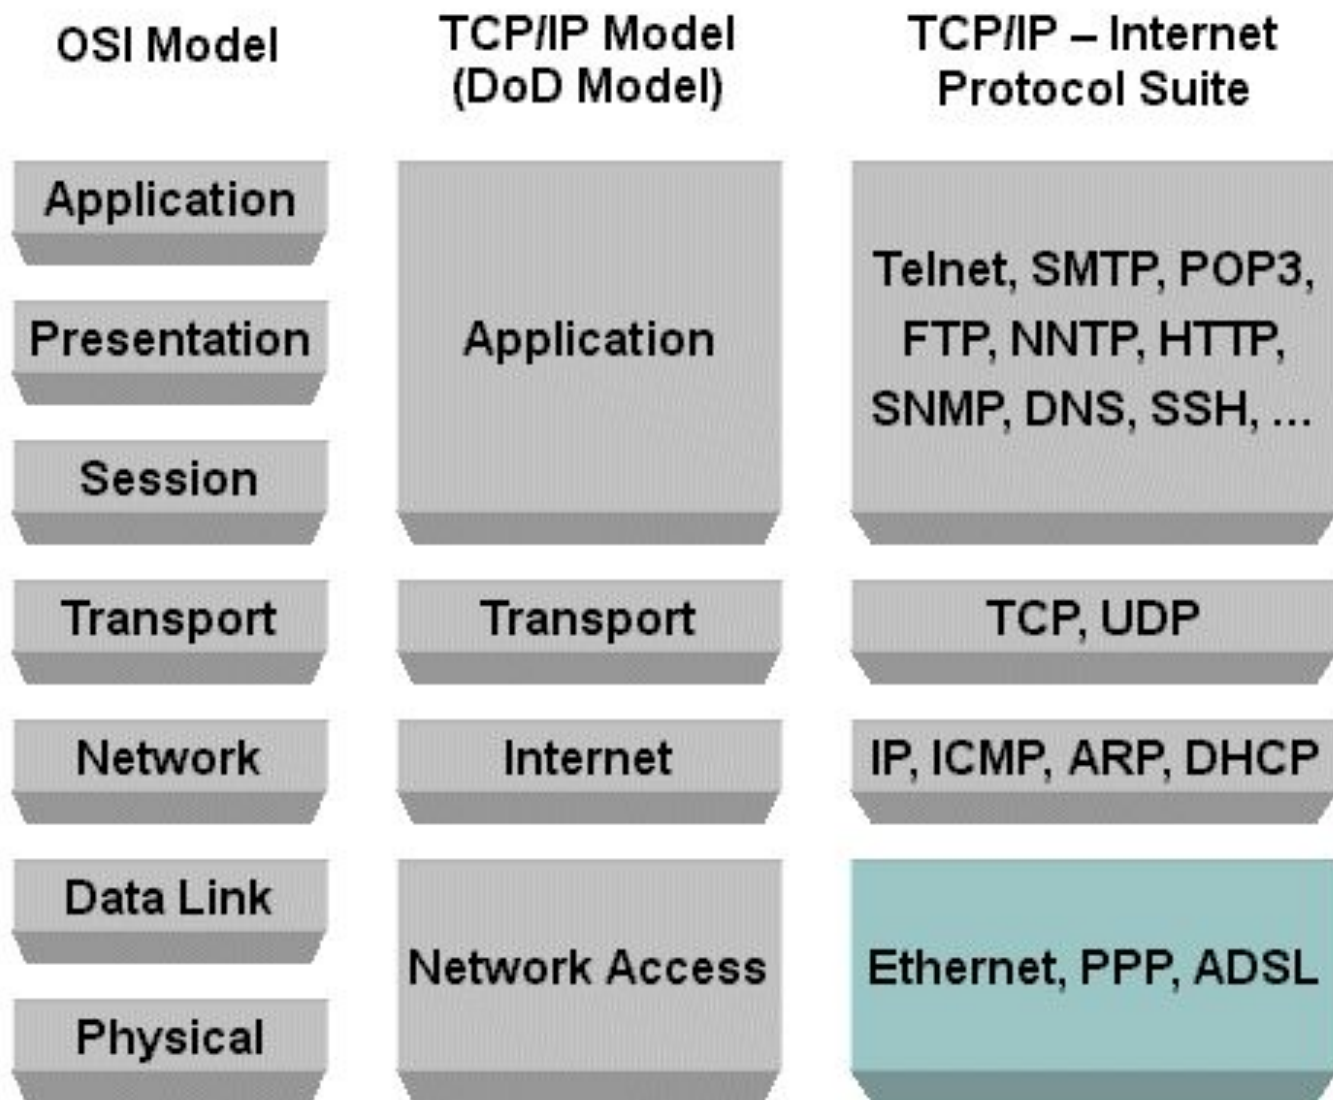 OSI Model
TCP/IP Model
(DoD Model)
TCP/IP – Internet
Protocol Suite
Application
Presentation
Session
Transport
Network
Data Link
Physical
Application
Transport
Internet
Network Access
Telnet, SMTP, POP3,
FTP, NNTP, HTTP,
SNMP, DNS, SSH, ...
TCP, UDP
IP, ICMP, ARP, DHCP
Ethernet, PPP, ADSL